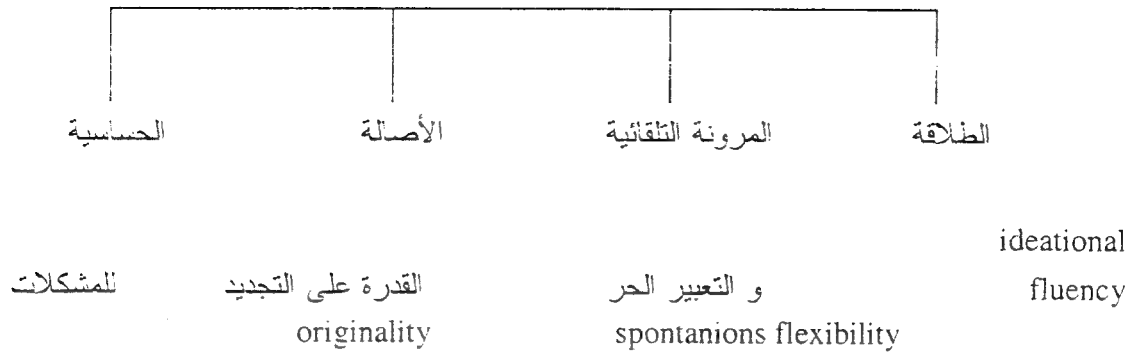 الطلاقة
المرونة التلقائية
الأصالة
الحساسية
ideational
fluency
و التعبير الحر
القدرة على التجديد
للمشكلات
spontanions flexibility
originality